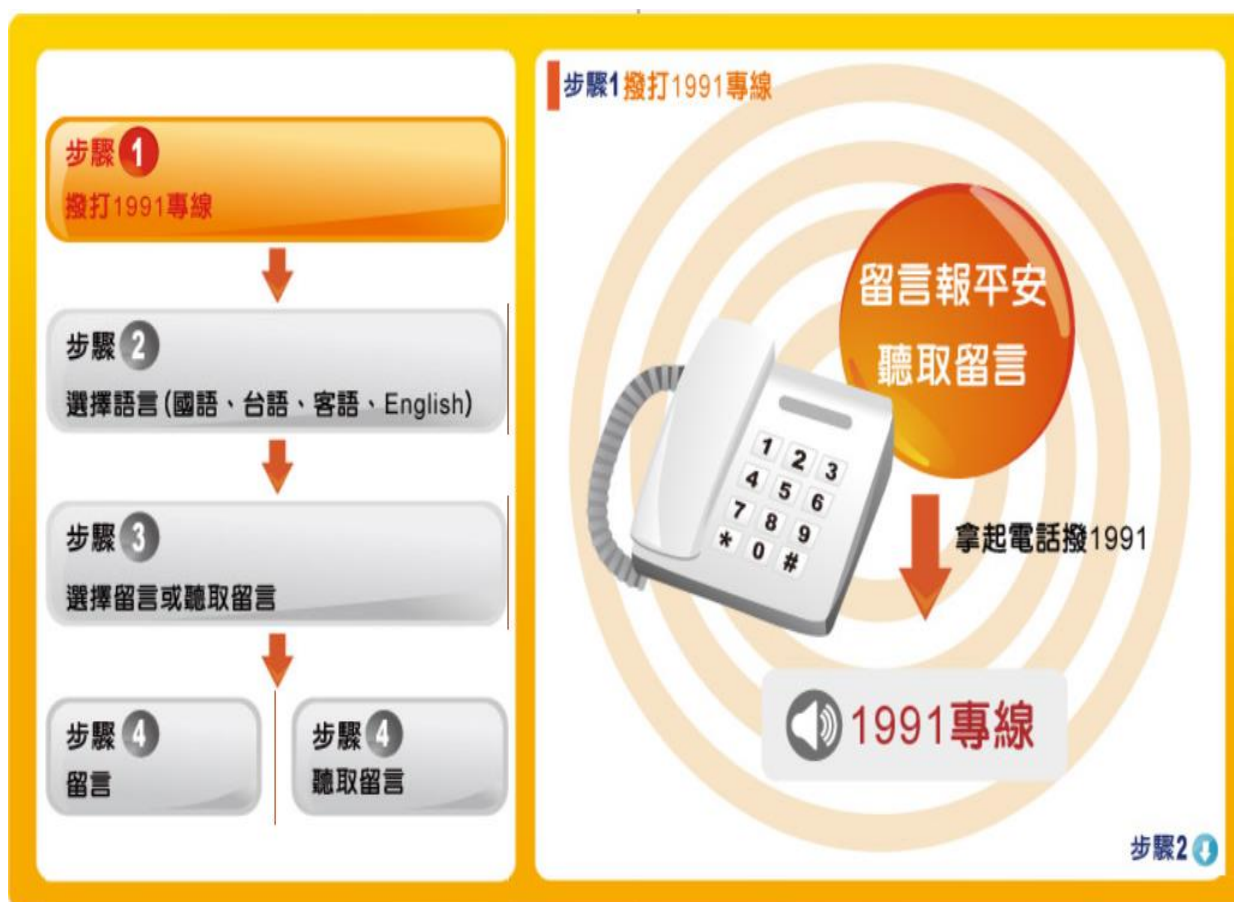 步驟1
撥打1991專線
步驟2
選擇語言(國語、台語、客語、English)
步驟3
選擇留言或聽取留言
步驟4
留言
步驟4
聽取留言
步驟1撥打1991專線
留言報平安
聽取留言
1 2 3
4 5 6
7 8 9
* 0 #
拿起電話撥1991
1991專線
步驟2